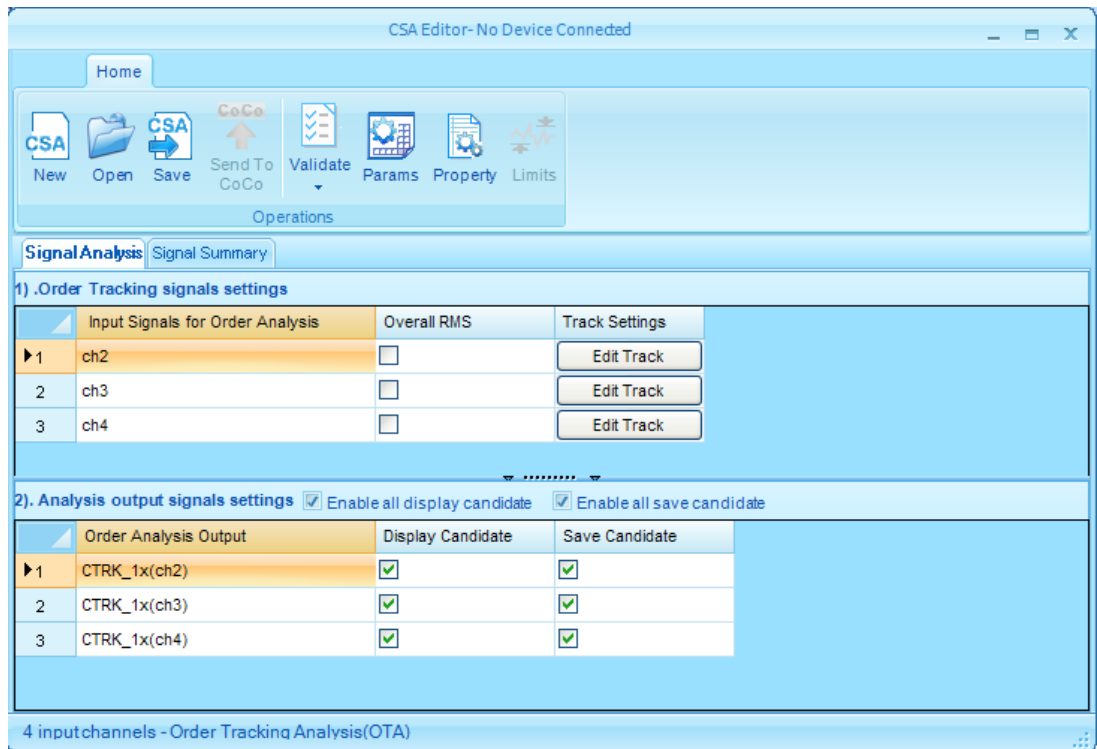 CSA Editor- No Device Connected
Home
CSA
New
Open
CSA
Save
CoCo
Send To
CoCo
Validate
Params
Property
Limits
Operations
Signal Analysis Signal Summary
1) .Order Tracking signals settings
Input Signals for Order Analysis Overall RMS Track Settings
1 ch2 Edit Track
2 ch3 Edit Track
3 ch4 Edit Track
2). Analysis output signals settings Enable all display candidate Enable all save candidate
Order Analysis Output Display Candidate Save Candidate
1 CTRK_1x(ch2)
2 CTRK_1x(ch3)
3 CTRK_1x(ch4)
4 input channels - Order Tracking Analysis(OTA)